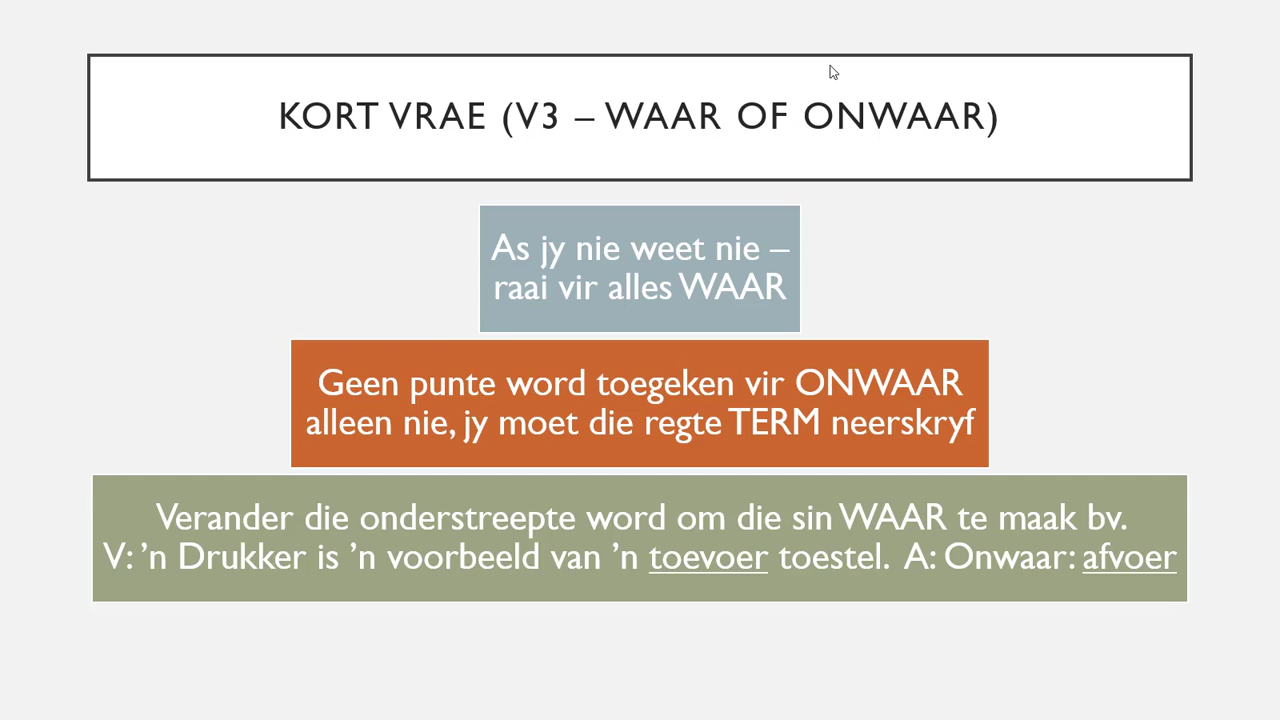 KORT VRAE (V3 – WAAR OF ONWAAR)
As jy nie weet nie –
raai vir alles WAAR
Geen punte word toegeken vir ONWAAR
alleen nie, jy moet die regte TERM neerskryf
Verander die onderstreepte word om die sin WAAR te maak bv.
V: ’n Drukker is ’n voorbeeld van ’n toevoer toestel. A: Onwaar: afvoer